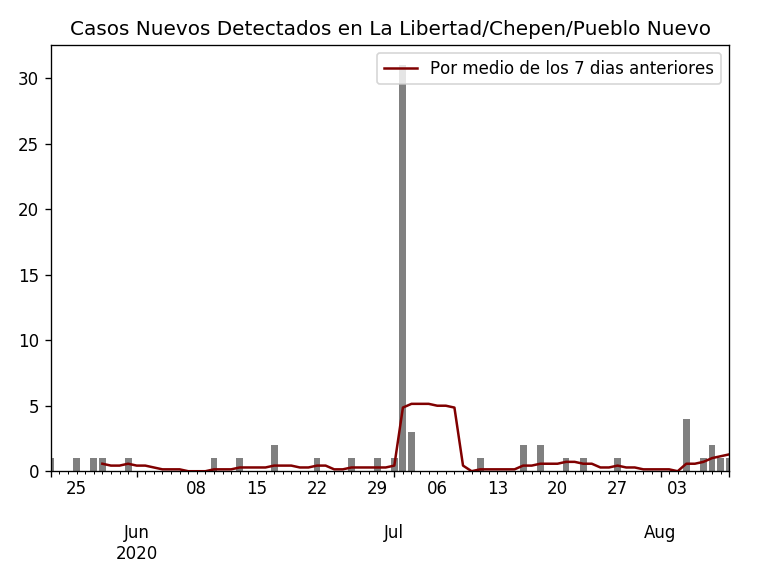 Casos Nuevos Detectados en La Libertad/Chepen/Pueblo Nuevo
Por medio de los 7 dias anteriores
30
25
20
15
10
5
0
25 08 15 22 29 06 13 20 27 03
Jun Jul Aug
2020